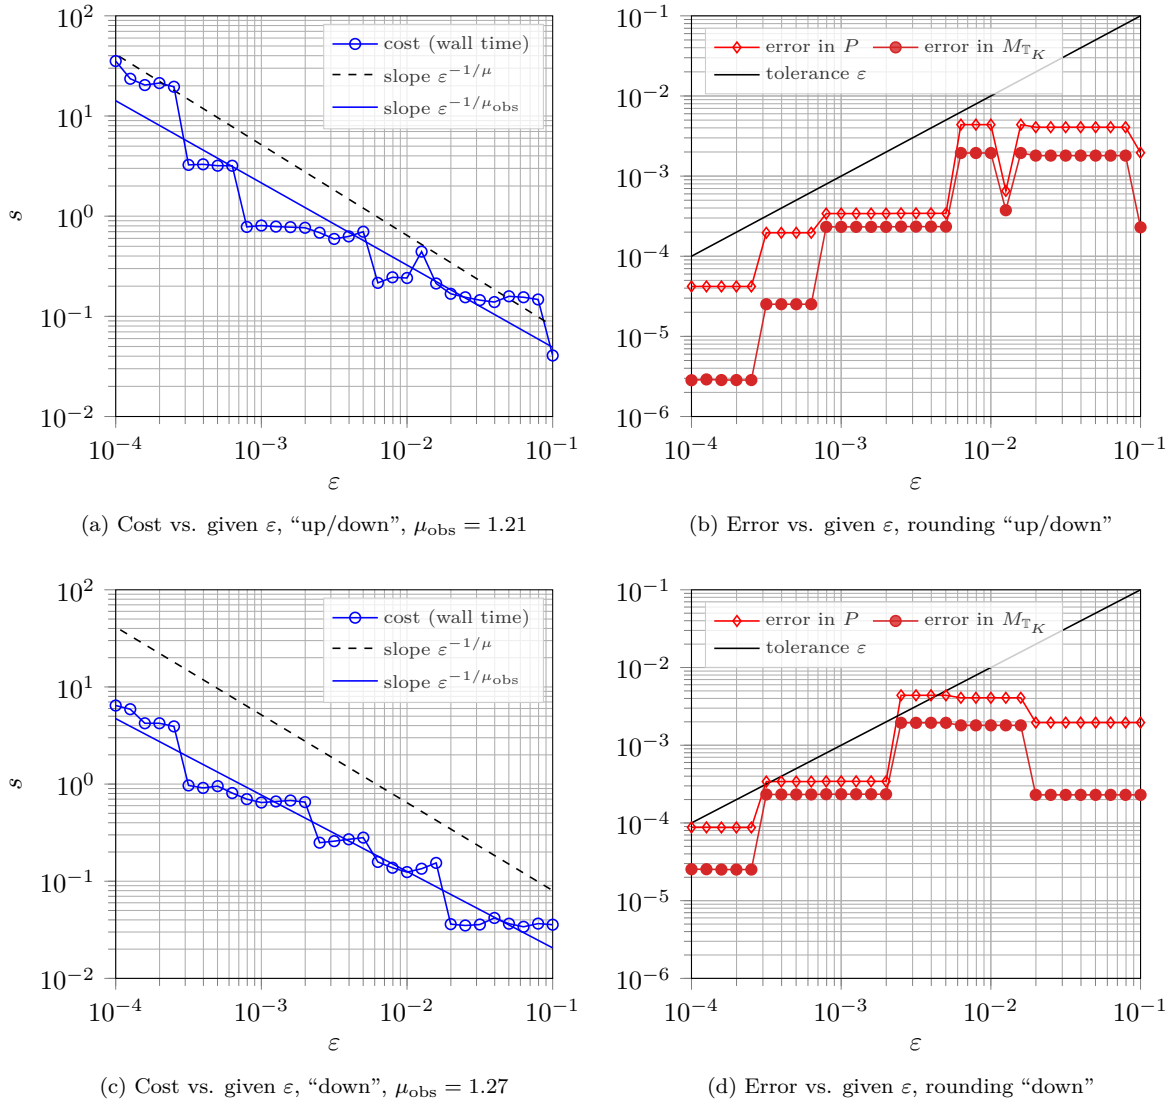 10^2
10^1
10^0
10^{-1}
10^{-2}
s
cost (wall time)
slope ε^{-1/μ}
slope ε^{-1/μ_obs}
10^{-4} 10^{-3} 10^{-2} 10^{-1}
ε
(a) Cost vs. given ε, “up/down”, μ_obs = 1.21
10^{-1}
10^{-2}
10^{-3}
10^{-4}
10^{-5}
10^{-6}
error in P error in M_{𝕋_K}
tolerance ε
10^{-4} 10^{-3} 10^{-2} 10^{-1}
ε
(b) Error vs. given ε, rounding “up/down”
10^2
10^1
10^0
10^{-1}
10^{-2}
s
cost (wall time)
slope ε^{-1/μ}
slope ε^{-1/μ_obs}
10^{-4} 10^{-3} 10^{-2} 10^{-1}
ε
(c) Cost vs. given ε, “down”, μ_obs = 1.27
10^{-1}
10^{-2}
10^{-3}
10^{-4}
10^{-5}
10^{-6}
error in P error in M_{𝕋_K}
tolerance ε
10^{-4} 10^{-3} 10^{-2} 10^{-1}
ε
(d) Error vs. given ε, rounding “down”